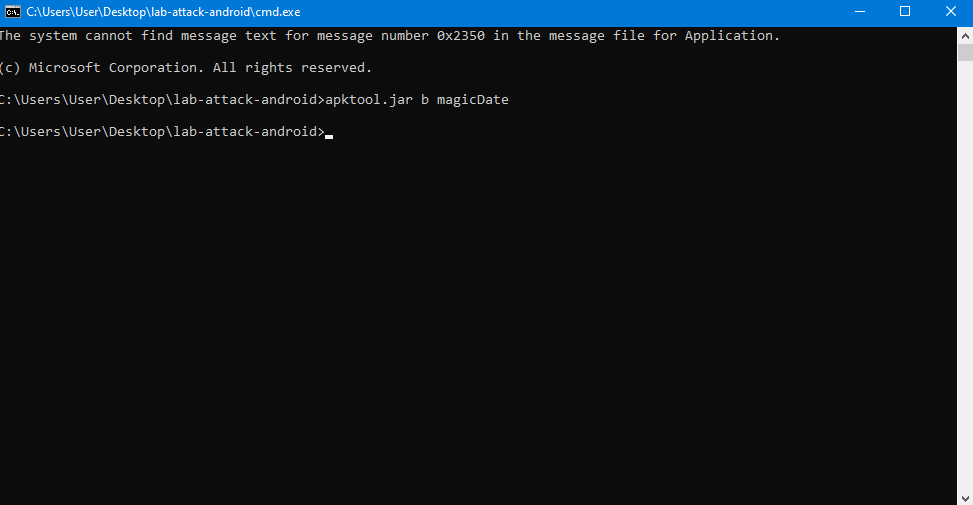 C:\Users\User\Desktop\lab-attack-android\cmd.exe
The system cannot find message text for message number 0x2350 in the message file for Application.
(c) Microsoft Corporation. All rights reserved.
C:\Users\User\Desktop\lab-attack-android>apktool.jar b magicDate
C:\Users\User\Desktop\lab-attack-android>